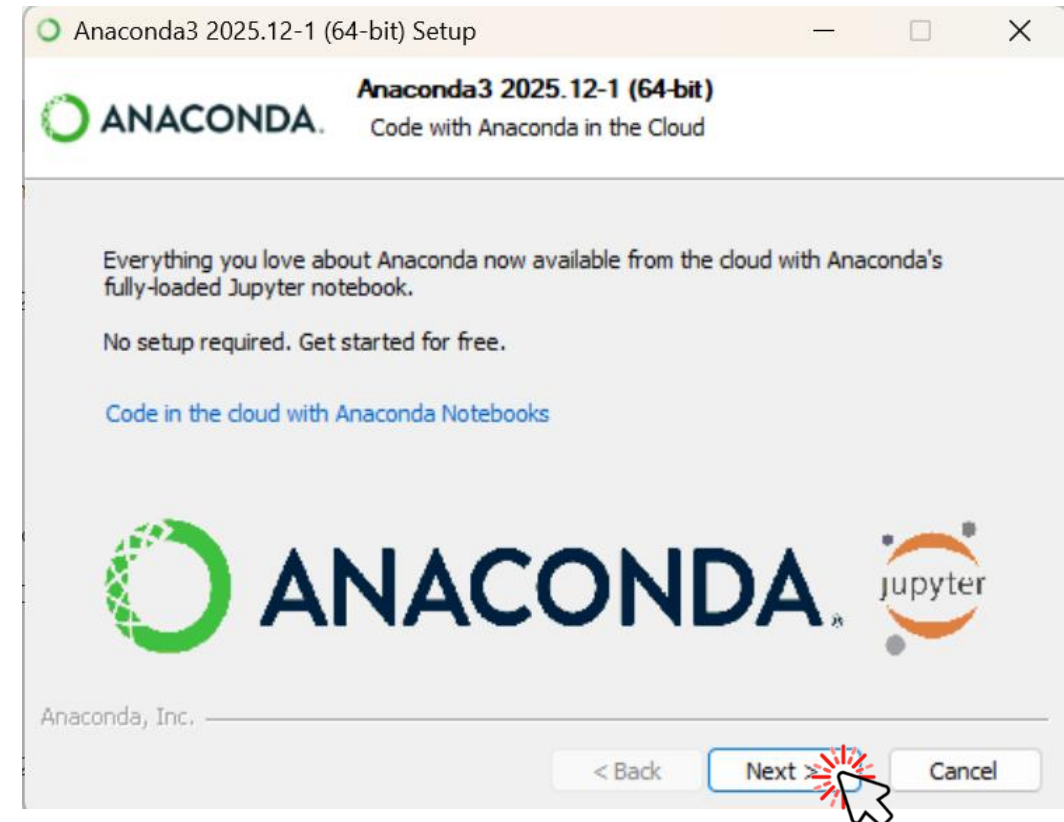 Anaconda3 2025.12-1 (64-bit) Setup
ANACONDA.
Anaconda3 2025.12-1 (64-bit)
Code with Anaconda in the Cloud
Everything you love about Anaconda now available from the cloud with Anaconda's
fully-loaded Jupyter notebook.
No setup required. Get started for free.
Code in the cloud with Anaconda Notebooks
ANACONDA.®
jupyter
Anaconda, Inc.
< Back
Next >
Cancel